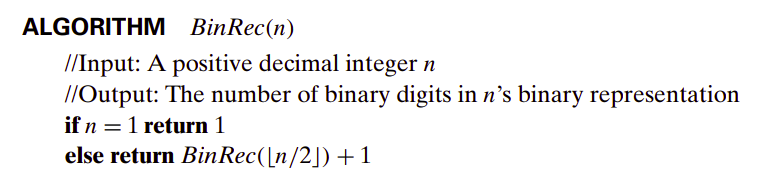 ALGORITHM BinRec(n)
//Input: A positive decimal integer n
//Output: The number of binary digits in n’s binary representation
if n = 1 return 1
else return BinRec(⌊n/2⌋) + 1